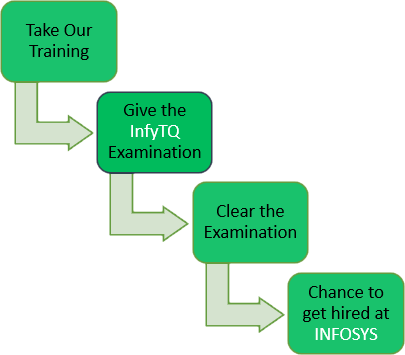 Take Our
Training
Give the
InfyTQ
Examination
Clear the
Examination
Chance to
get hired at
INFOSYS